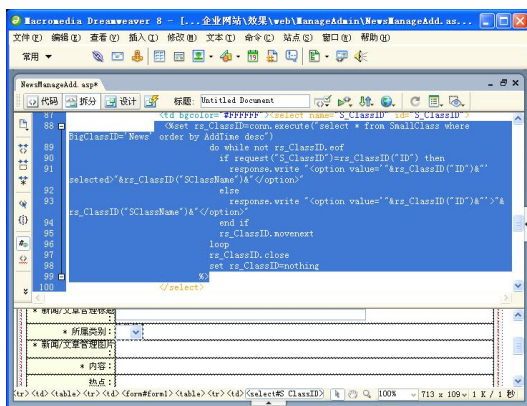 Macromedia Dreamweaver 8 - [...企业网站\效果\web\ManageAdmin\NewsManageAdd.as...
文件(F) 编辑(E) 查看(V) 插入(I) 修改(M) 文本(T) 命令(C) 站点(S) 窗口(W) 帮助(H)
常用
NewsManageAdd.asp*
代码 拆分 设计 标题: Untitled Document
87 <td bgcolor="#FFFFFF"><select name="S_ClassID" id="S_ClassID">
88 <%set rs_ClassID=conn.execute("select * from SmallClass where
BigClassID='News' order by AddTime desc")
89 do while not rs_ClassID.eof
90 if request("S_ClassID")=rs_ClassID("ID") then
91 response.write "<option value='"&rs_ClassID("ID")&"'
selected>"&rs_ClassID("SClassName")&"</option>"
92 else
93 response.write "<option value='"&rs_ClassID("ID")&"'>"&
rs_ClassID("SClassName")&"</option>"
94 end if
95 rs_ClassID.movenext
96 loop
97 rs_ClassID.close
98 set rs_ClassID=nothing
99 %>
100 </select>
* 新闻/文章管理标题:
* 所属类别:
* 新闻/文章管理图片:
* 内容:
热点:
<tr><td><table><tr><td><form#form1><table><tr><td><select#S_ClassID> 100% 713 x 109 1 K / 1 秒